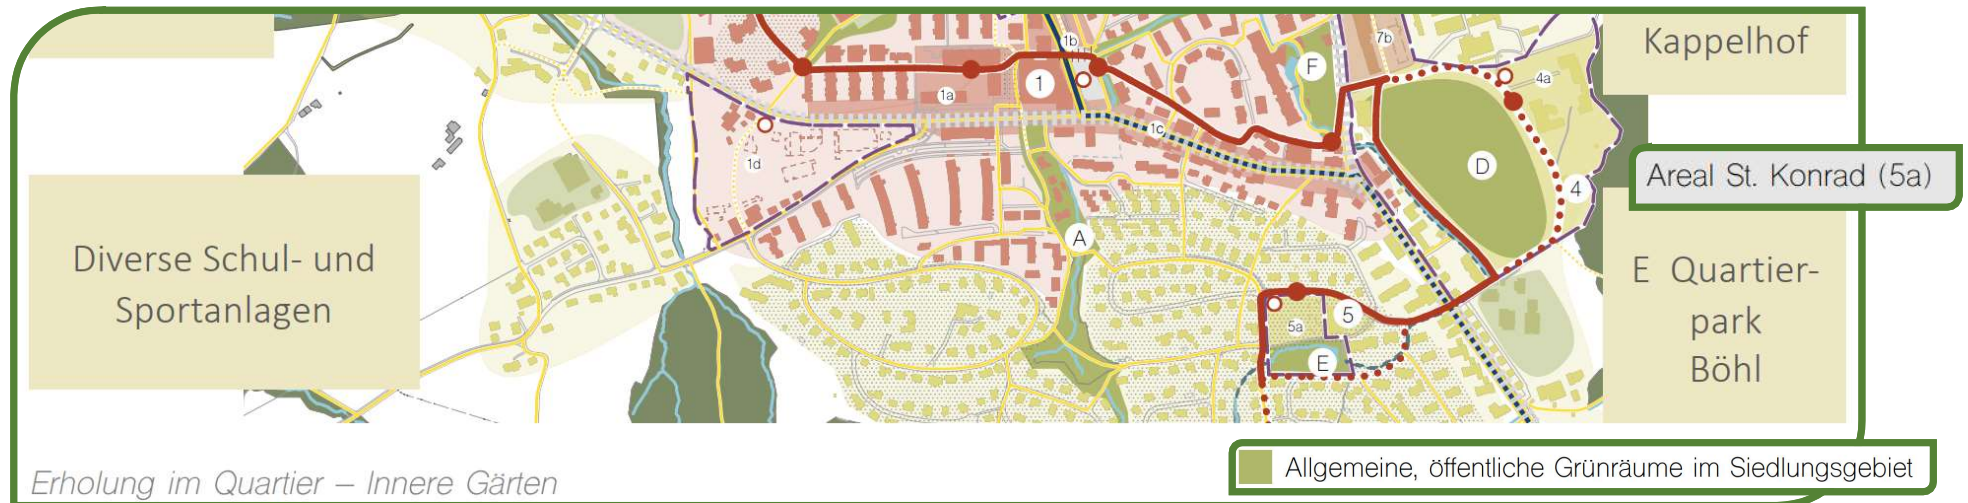 Kappelhof
1b
7b
F
4a
1
1a
1c
1d
D
Areal St. Konrad (5a)
4
A
Diverse Schul- und
Sportanlagen
E Quartier-
park
Böhl
5
5a
E
Allgemeine, öffentliche Grünräume im Siedlungsgebiet
Erholung im Quartier – Innere Gärten